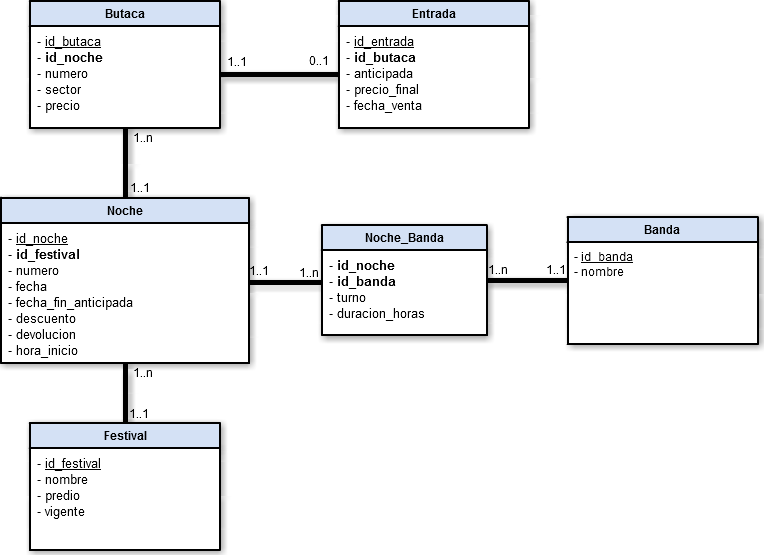 Butaca
- id_butaca
- id_noche
- numero
- sector
- precio
Entrada
- id_entrada
- id_butaca
- anticipada
- precio_final
- fecha_venta
1..1
0..1
1..n
1..1
Noche
- id_noche
- id_festival
- numero
- fecha
- fecha_fin_anticipada
- descuento
- devolucion
- hora_inicio
1..1
1..n
Noche_Banda
- id_noche
- id_banda
- turno
- duracion_horas
1..n
1..1
Banda
- id_banda
- nombre
1..n
1..1
Festival
- id_festival
- nombre
- predio
- vigente